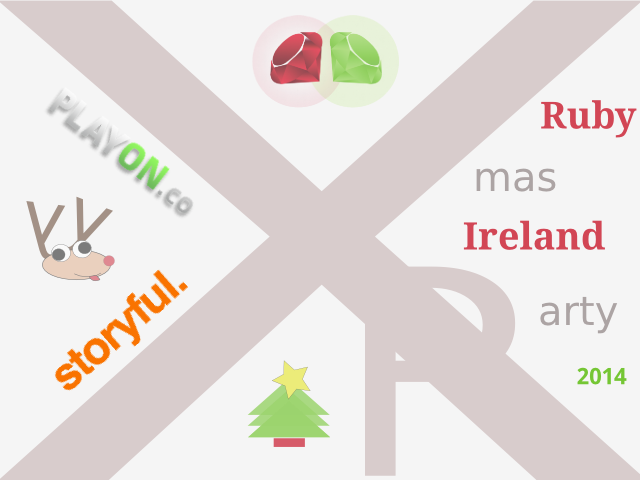 PLAYON.co
storyful.
Ruby
X mas
Ireland
P arty
2014